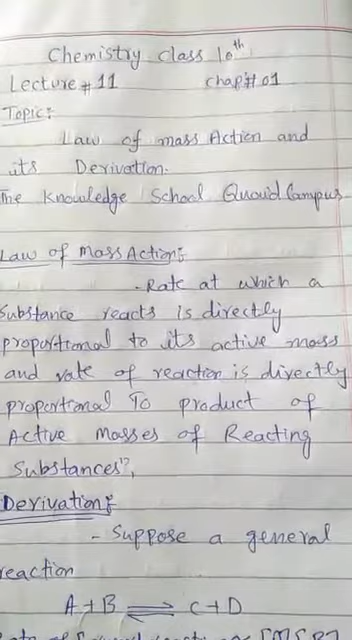 Chemistry class 10th
Lecture # 11 chap# 01
Topic:
Law of mass Action and
its Derivation.
The Knowledge School Quaid Campus
Law of Mass Action:
- Rate at which a
substance reacts is directly
proportional to its active mass
and rate of reaction is directly
proportional To product of
Active masses of Reacting
substances",
Derivation:
- Suppose a general
reaction
A+B ⇌ C+D